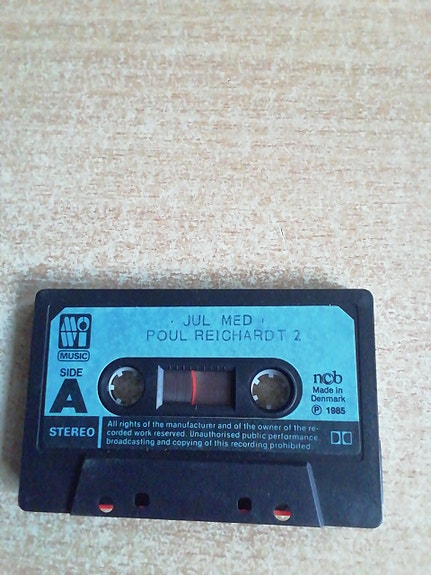 JUL MED
POUL REICHARDT 2
MOVI
MUSIC
SIDE
A
STEREO
ncb
Made in
Denmark
Ⓟ 1985
All rights of the manufacturer and of the owner of the re-
corded work reserved. Unauthorised public performance
broadcasting and copying of this recording prohibited